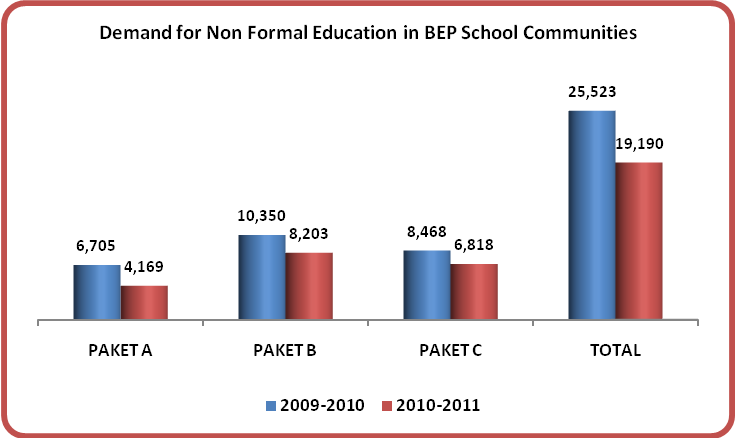 Demand for Non Formal Education in BEP School Communities
25,523
19,190
10,350
8,203
8,468
6,818
6,705
4,169
PAKET A
PAKET B
PAKET C
TOTAL
2009-2010
2010-2011